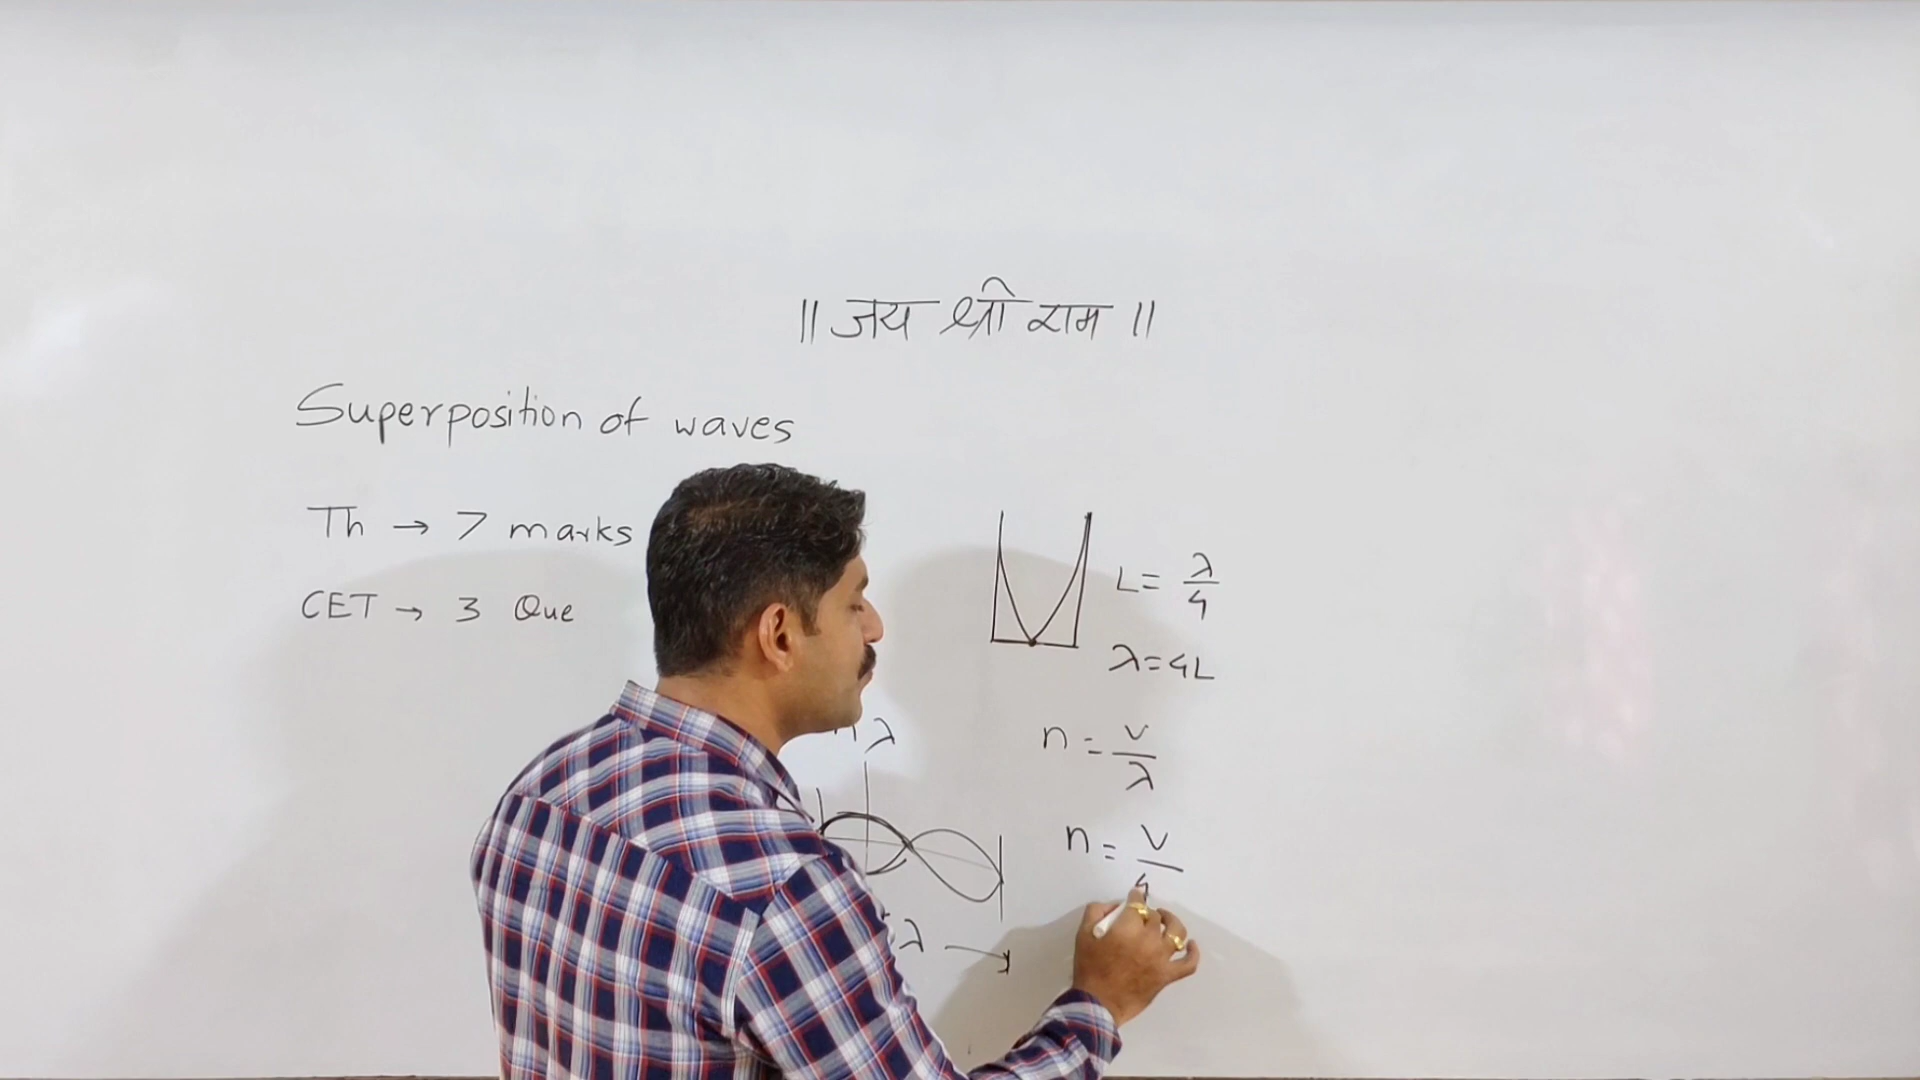 || जय श्री राम ||
Superposition of waves
Th → 7 marks
CET → 3 Que
L = λ/4
λ = 4L
n = v/λ
n = v/4
λ
λ